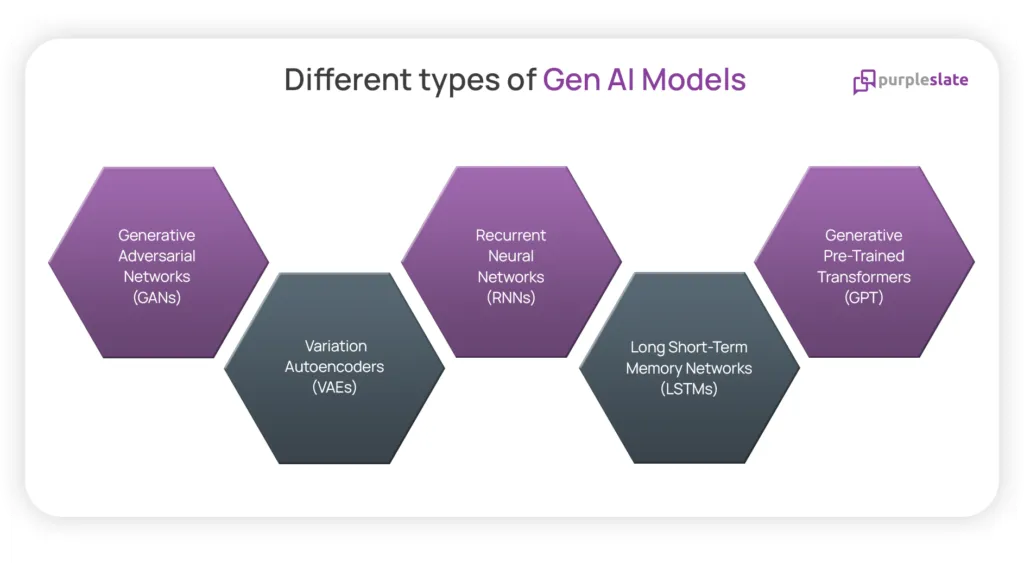 Different types of Gen AI Models
purpleslate
Generative
Adversarial
Networks
(GANs)
Variation
Autoencoders
(VAEs)
Recurrent
Neural
Networks
(RNNs)
Long Short-Term
Memory Networks
(LSTMs)
Generative
Pre-Trained
Transformers
(GPT)